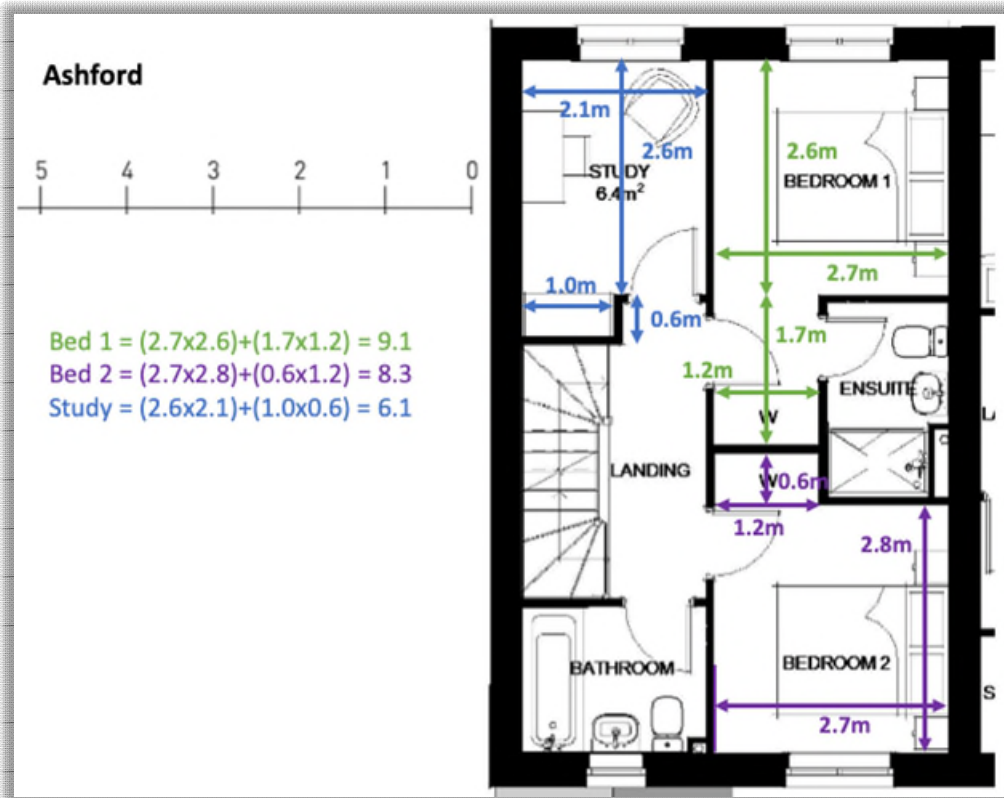 Ashford
5 4 3 2 1 0
Bed 1 = (2.7x2.6)+(1.7x1.2) = 9.1
Bed 2 = (2.7x2.8)+(0.6x1.2) = 8.3
Study = (2.6x2.1)+(1.0x0.6) = 6.1
2.1m
2.6m
STUDY
6.4m²
1.0m
0.6m
2.6m
BEDROOM 1
2.7m
1.7m
1.2m
ENSUITE
W
LANDING
W
0.6m
1.2m
2.8m
BATHROOM
BEDROOM 2
2.7m
S